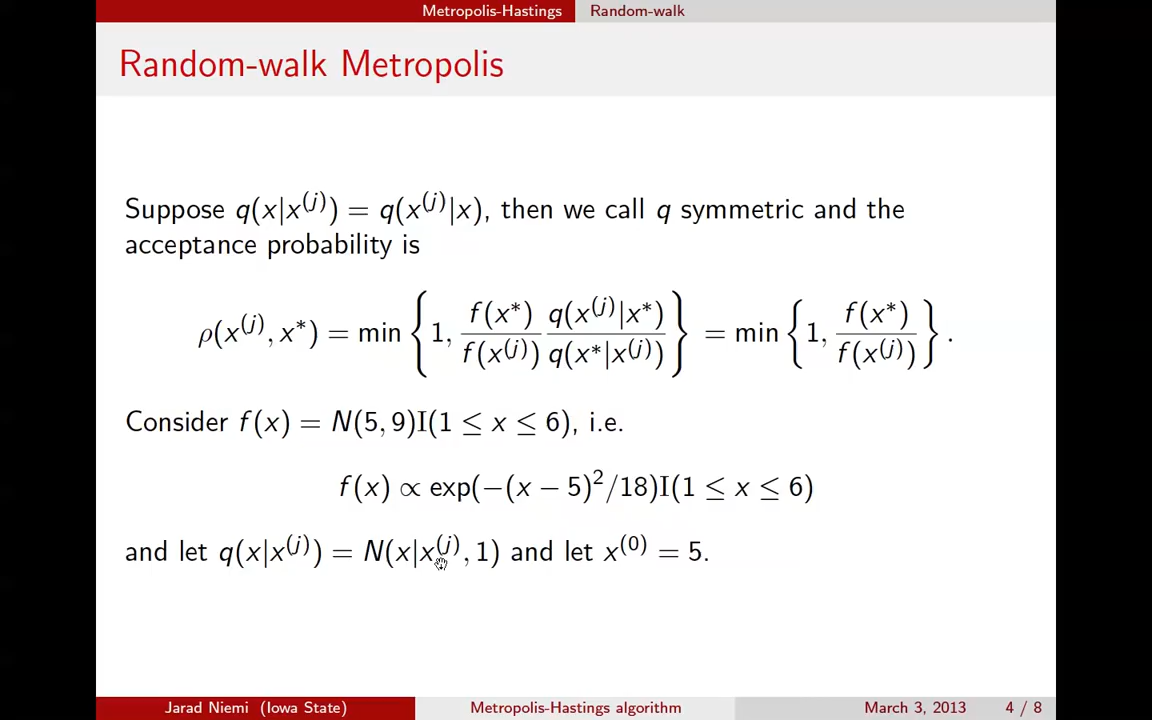 Metropolis-Hastings Random-walk
Random-walk Metropolis
Suppose q(x|x^(j)) = q(x^(j)|x), then we call q symmetric and the
acceptance probability is
ρ(x^(j), x*) = min {1, f(x*)/f(x^(j)) q(x^(j)|x*)/q(x*|x^(j))} = min {1, f(x*)/f(x^(j))}.
Consider f(x) = N(5, 9)I(1 ≤ x ≤ 6), i.e.
f(x) ∝ exp(−(x − 5)²/18)I(1 ≤ x ≤ 6)
and let q(x|x^(j)) = N(x|x^(j), 1) and let x^(0) = 5.
Jarad Niemi (Iowa State) Metropolis-Hastings algorithm March 3, 2013 4 / 8